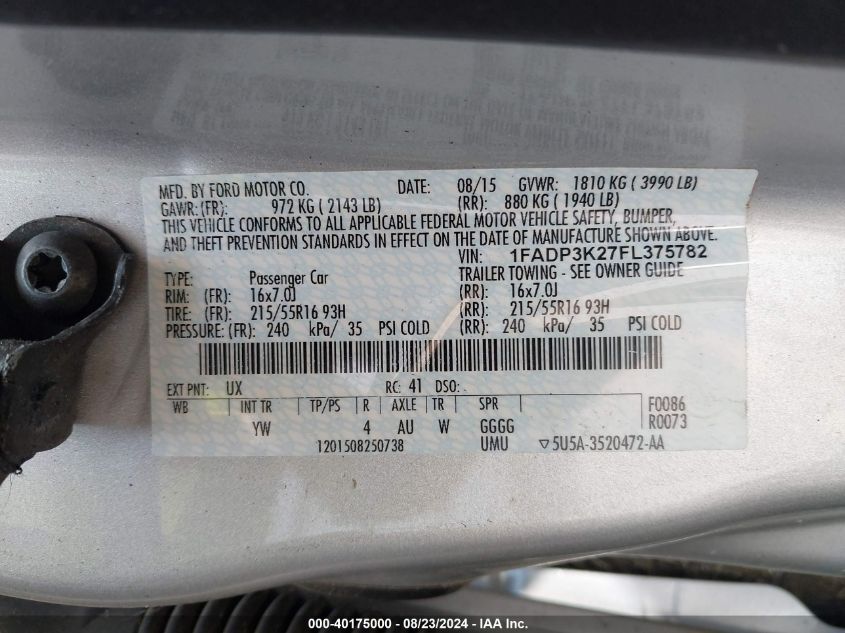 MFD. BY FORD MOTOR CO. DATE: 08/15 GVWR: 1810 KG ( 3990 LB)
GAWR: (FR): 972 KG ( 2143 LB) (RR): 880 KG ( 1940 LB)
THIS VEHICLE CONFORMS TO ALL APPLICABLE FEDERAL MOTOR VEHICLE SAFETY, BUMPER,
AND THEFT PREVENTION STANDARDS IN EFFECT ON THE DATE OF MANUFACTURE SHOWN ABOVE.
VIN: 1FADP3K27FL375782
TYPE: Passenger Car TRAILER TOWING - SEE OWNER GUIDE
RIM: (FR): 16x7.0J (RR): 16x7.0J
TIRE: (FR): 215/55R16 93H (RR): 215/55R16 93H
PRESSURE: (FR): 240 kPa/ 35 PSI COLD (RR): 240 kPa/ 35 PSI COLD
EXT PNT: UX RC: 41 DSO:
WB INT TR TP/PS R AXLE TR SPR F0086
YW 4 AU W GGGG R0073
1201508250738 UMU ▽5U5A-3520472-AA
000-40175000 - 08/23/2024 - IAA Inc.